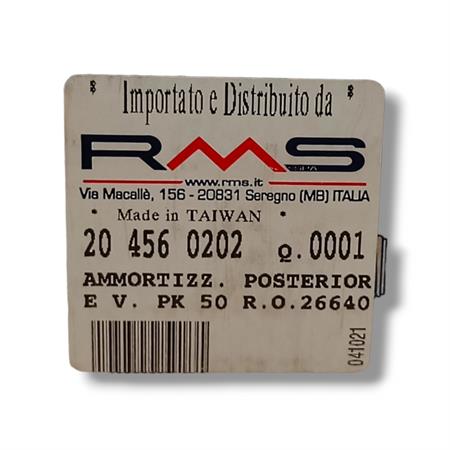 * Importato e Distribuito da *
RMS
www.rms.it
Via Macallè, 156 - 20831 Seregno (MB) ITALIA
* Made in TAIWAN *
20 456 0202 Q.0001
AMMORTIZZ. POSTERIOR
E V. PK 50 R.O.26640
041021